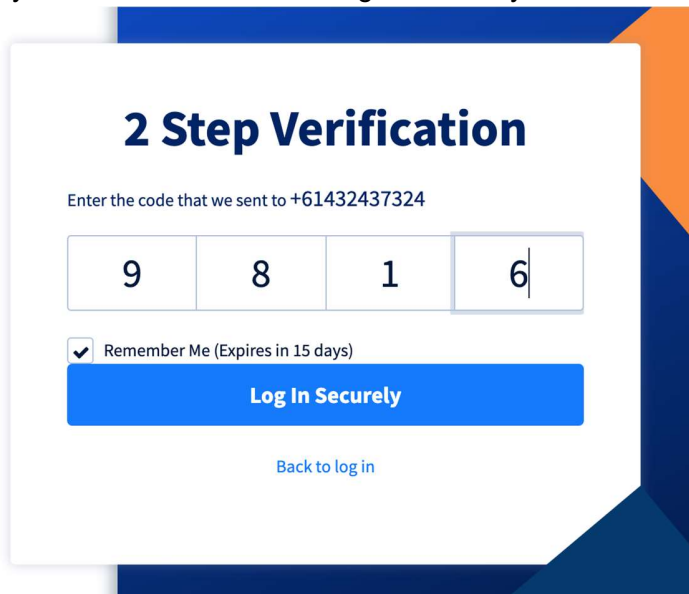 2 Step Verification
Enter the code that we sent to +61432437324
9 8 1 6
Remember Me (Expires in 15 days)
Log In Securely
Back to log in